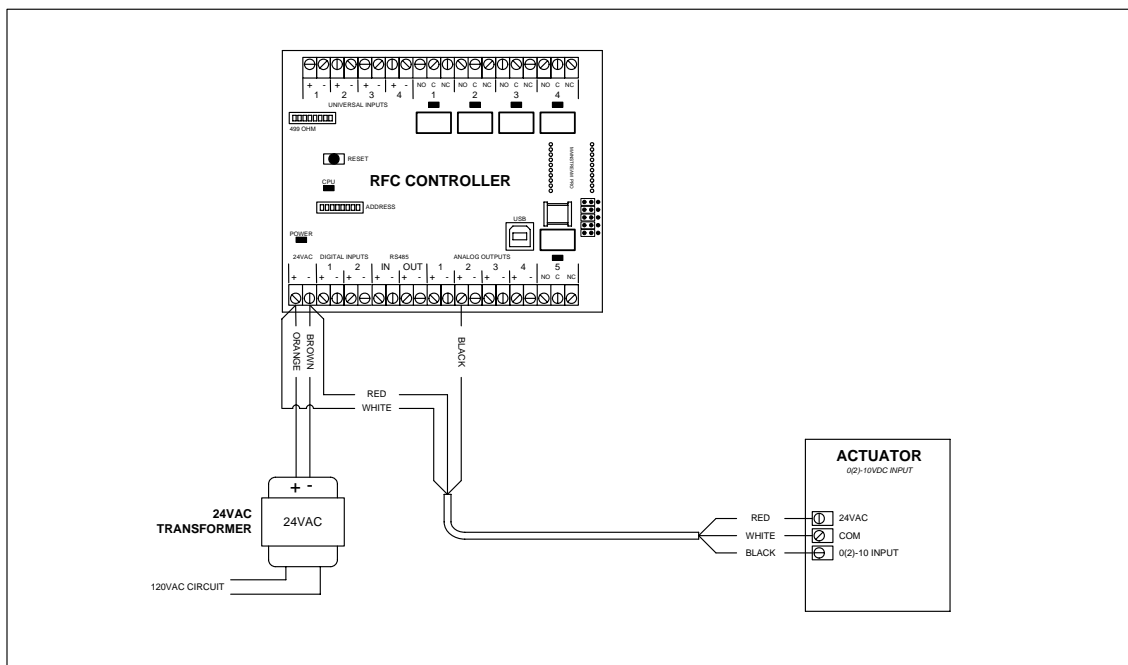 + - + - + - + - NO C NC NO C NC NO C NC NO C NC
1 2 3 4 1 2 3 4
UNIVERSAL INPUTS
499 OHM
RESET
MAINSTREAM PRO
CPU
RFC CONTROLLER
ADDRESS
USB
POWER
24VAC DIGITAL INPUTS RS485 ANALOG OUTPUTS
1 2 IN OUT 1 2 3 4 5
+ - + - + - + - + - + - + - + - + - NO C NC
ORANGE
BROWN
BLACK
RED
WHITE
ACTUATOR
0(2)-10VDC INPUT
+ -
24VAC
TRANSFORMER
24VAC
RED 24VAC
WHITE COM
BLACK 0(2)-10 INPUT
120VAC CIRCUIT